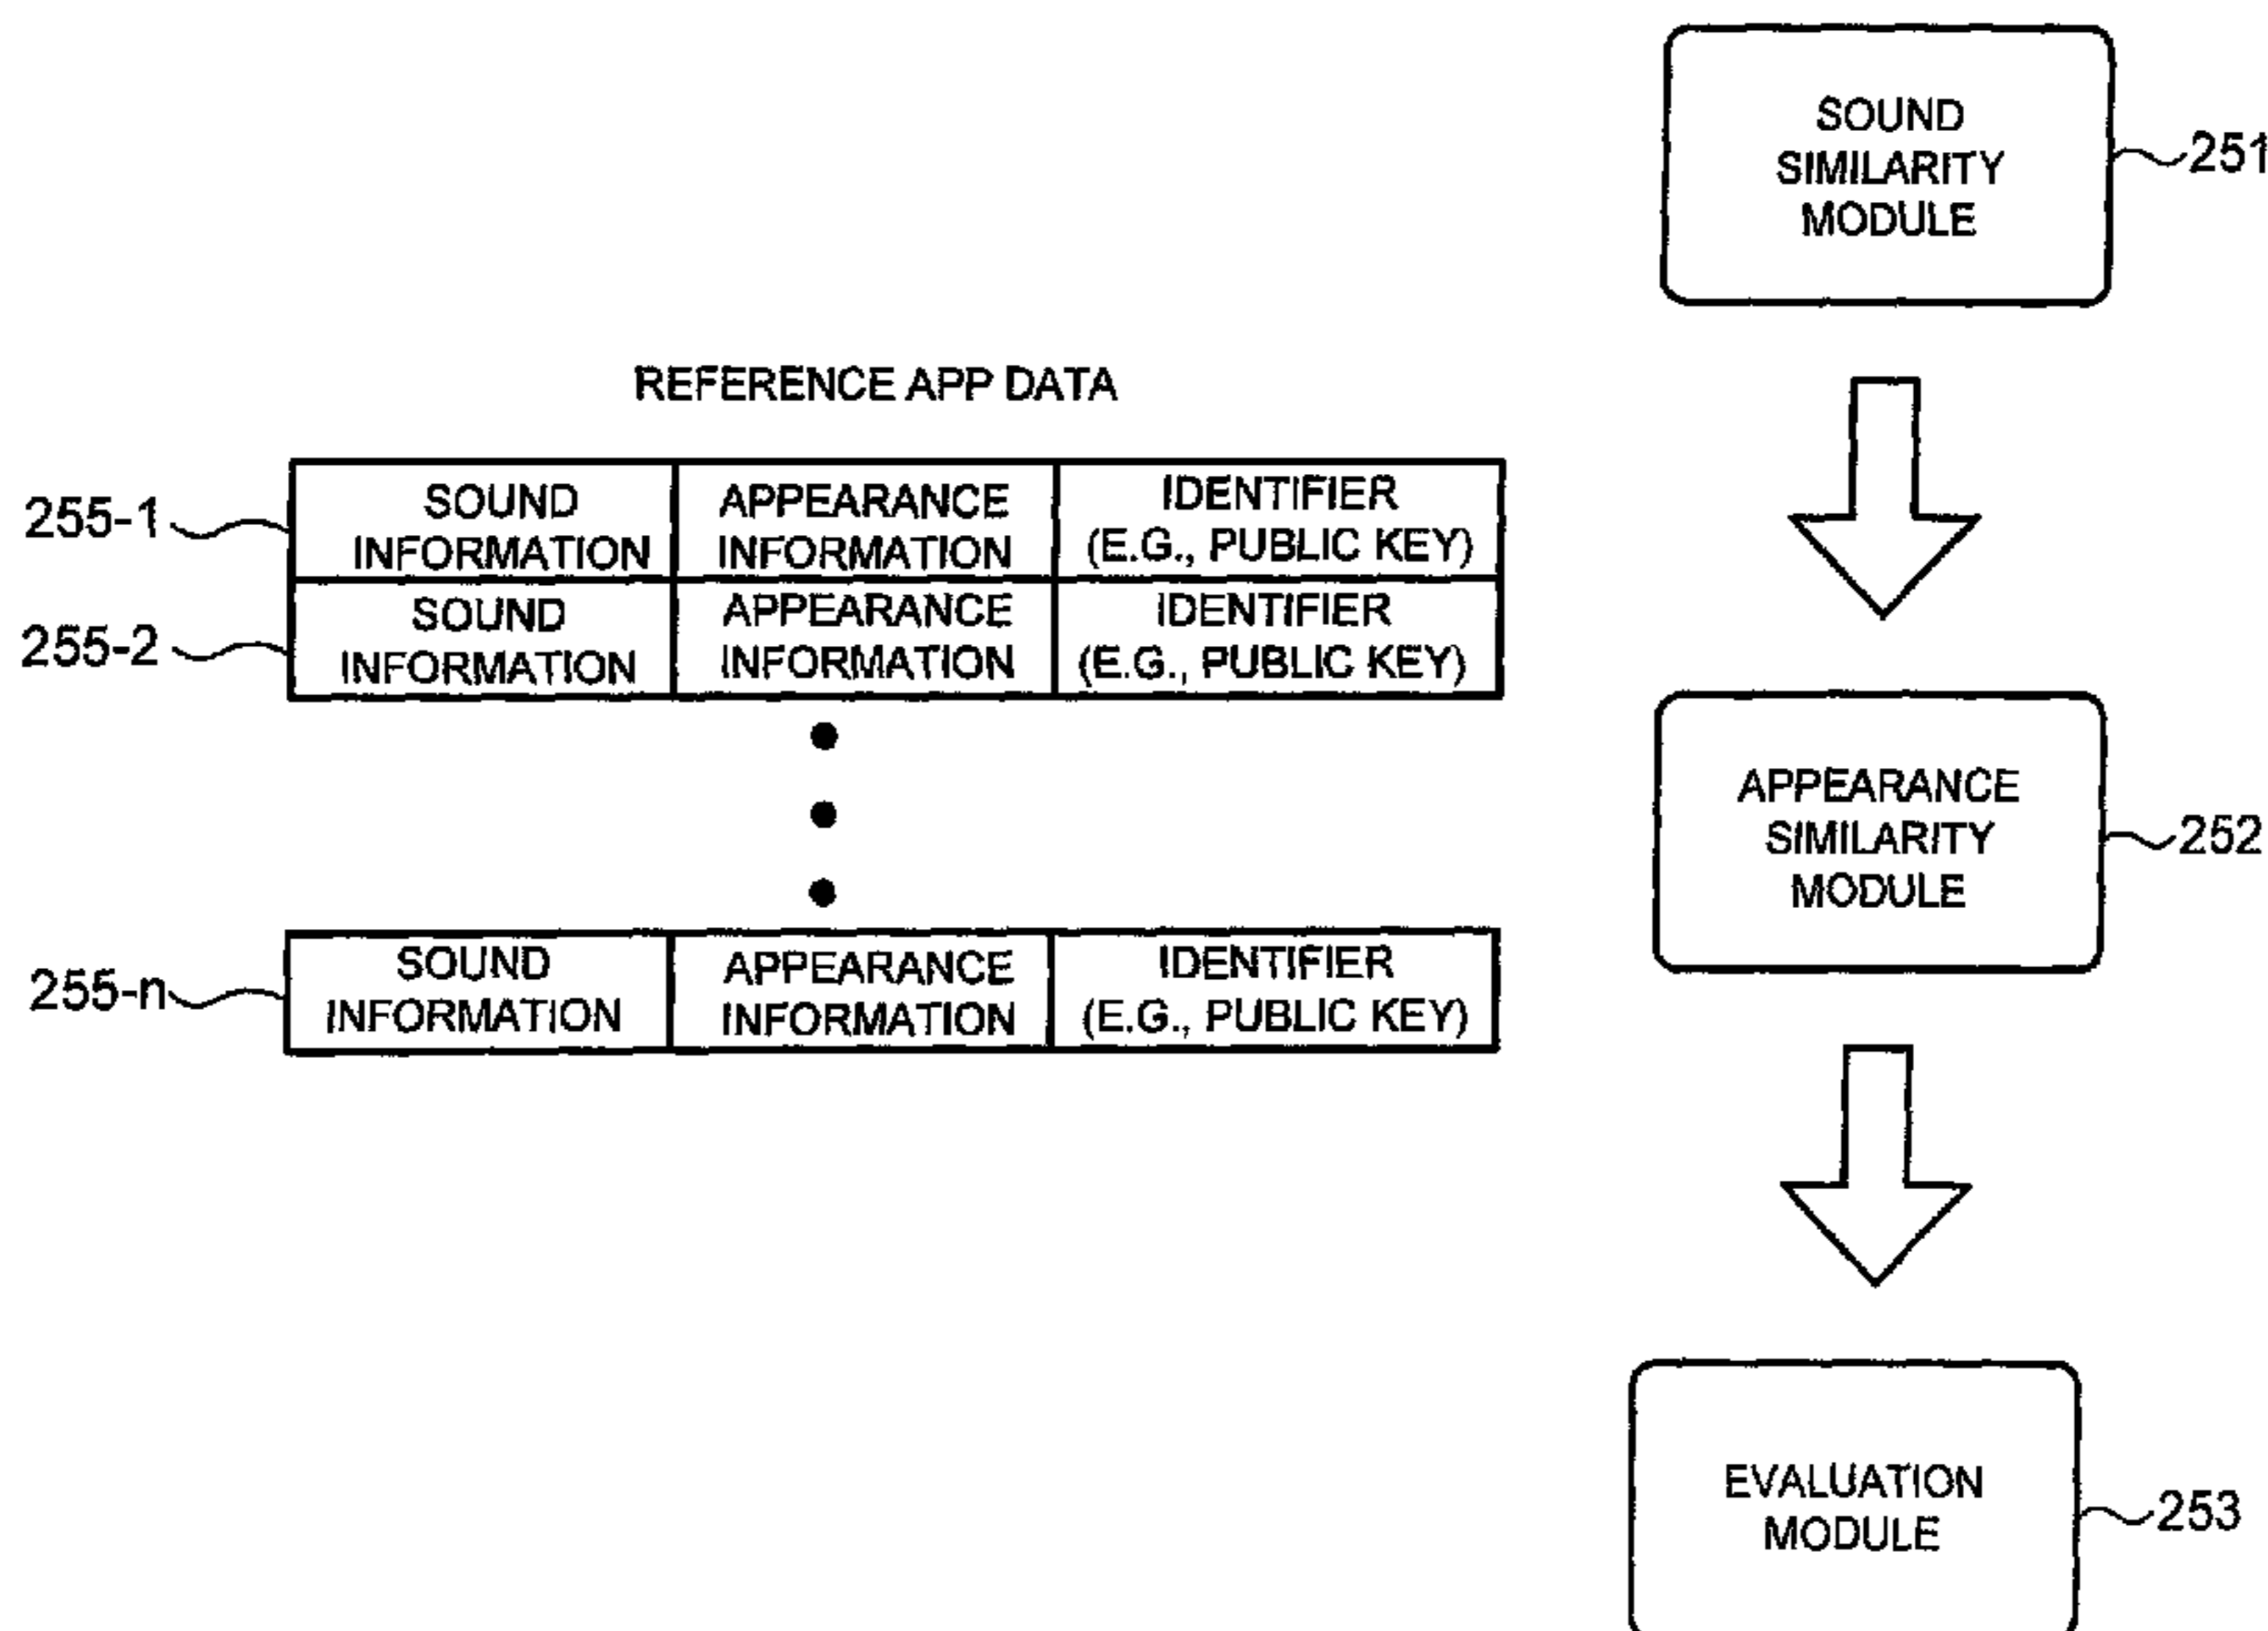 REFERENCE APP DATA
255-1
SOUND
INFORMATION
APPEARANCE
INFORMATION
IDENTIFIER
(E.G., PUBLIC KEY)
255-2
SOUND
INFORMATION
APPEARANCE
INFORMATION
IDENTIFIER
(E.G., PUBLIC KEY)
255-n
SOUND
INFORMATION
APPEARANCE
INFORMATION
IDENTIFIER
(E.G., PUBLIC KEY)
SOUND
SIMILARITY
MODULE
251
APPEARANCE
SIMILARITY
MODULE
252
EVALUATION
MODULE
253